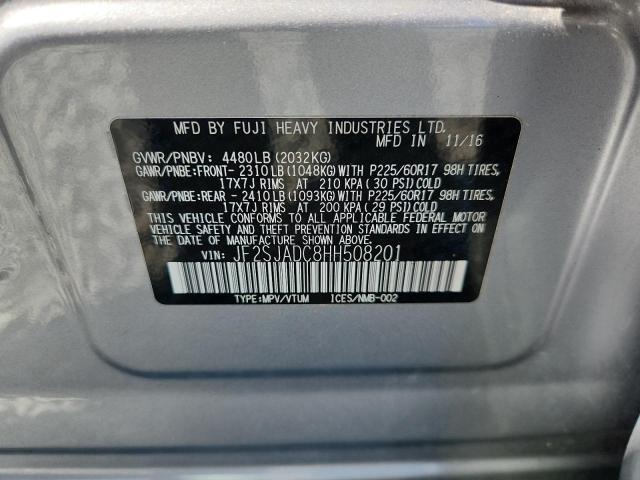 MFD BY FUJI HEAVY INDUSTRIES LTD.
MFD IN 11/16
GVWR/PNBV: 4480LB (2032KG)
GAWR/PNBE:FRONT- 2310LB (1048KG) WITH P225/60R17 98H TIRES,
17X7J RIMS AT 210 KPA ( 30 PSI) COLD
GAWR/PNBE:REAR - 2410LB (1093KG) WITH P225/60R17 98H TIRES,
17X7J RIMS AT 200 KPA ( 29 PSI) COLD
THIS VEHICLE CONFORMS TO ALL APPLICABLE FEDERAL MOTOR
VEHICLE SAFETY AND THEFT PREVENTION STANDARDS IN EFFECT ON
THE DATE OF MANUFACTURE SHOWN ABOVE.
VIN: JF2SJADC8HH508201
TYPE:MPV/VTUM ICES/NMB-002